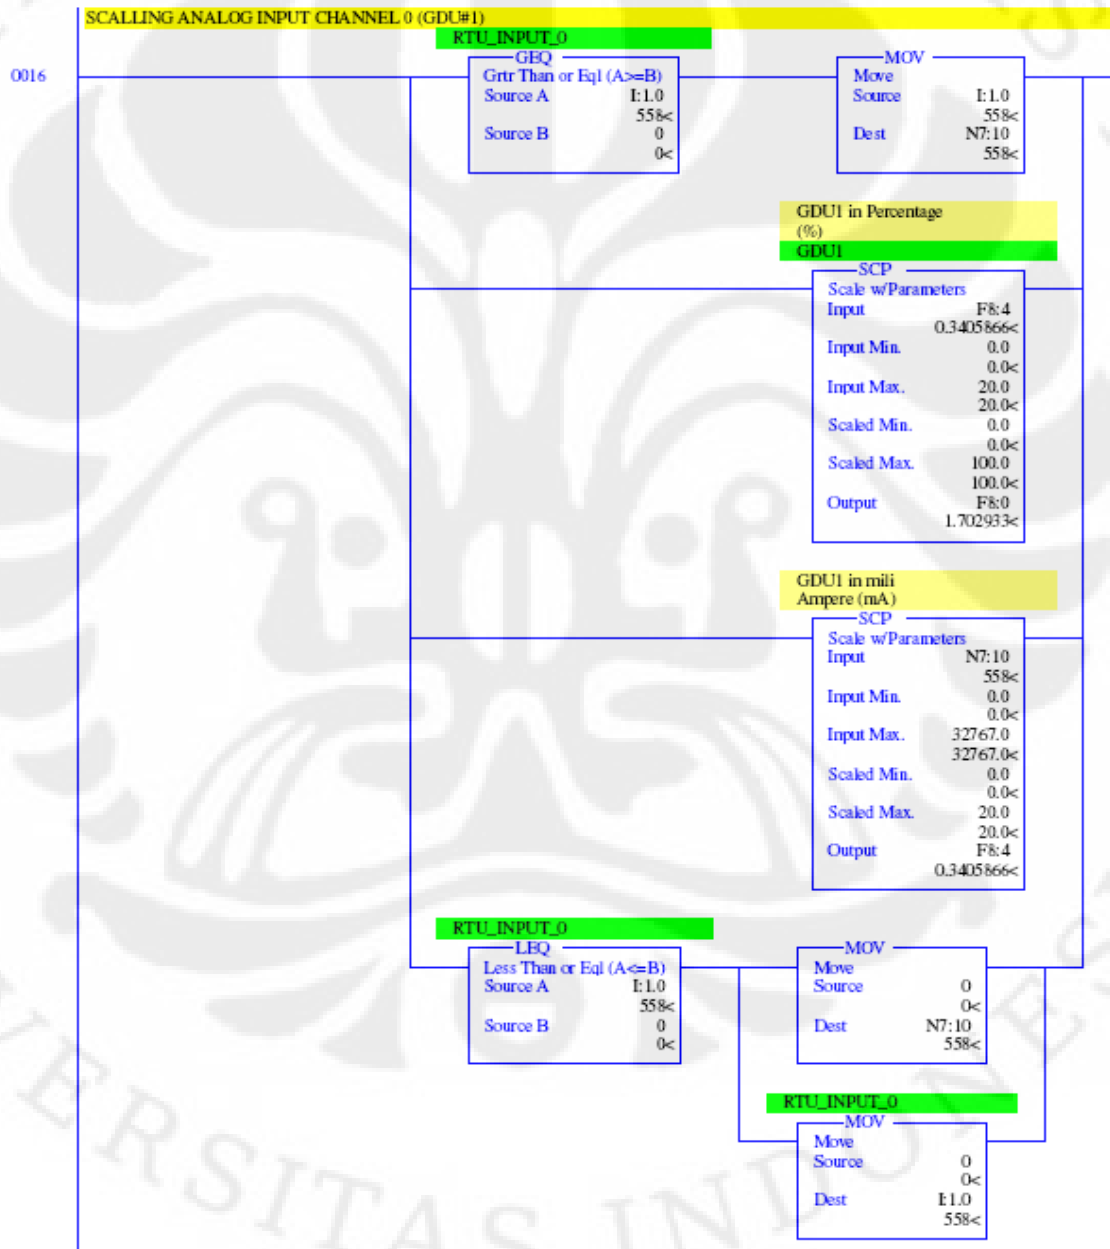 SCALLING ANALOG INPUT CHANNEL 0 (GDU#1)
0016
RTU_INPUT_0
GEQ
Grtr Than or Eql (A>=B)
Source A I:1.0
558<
Source B 0
0<
MOV
Move
Source I:1.0
558<
Dest N7:10
558<
GDU1 in Percentage
(%)
GDU1
SCP
Scale w/Parameters
Input F8:4
0.3405866<
Input Min. 0.0
0.0<
Input Max. 20.0
20.0<
Scaled Min. 0.0
0.0<
Scaled Max. 100.0
100.0<
Output F8:0
1.702933<
GDU1 in mili
Ampere (mA)
SCP
Scale w/Parameters
Input N7:10
558<
Input Min. 0.0
0.0<
Input Max. 32767.0
32767.0<
Scaled Min. 0.0
0.0<
Scaled Max. 20.0
20.0<
Output F8:4
0.3405866<
RTU_INPUT_0
LEQ
Less Than or Eql (A<=B)
Source A I:1.0
558<
Source B 0
0<
MOV
Move
Source 0
0<
Dest N7:10
558<
RTU_INPUT_0
MOV
Move
Source 0
0<
Dest I:1.0
558<
VERSITAS INDONES